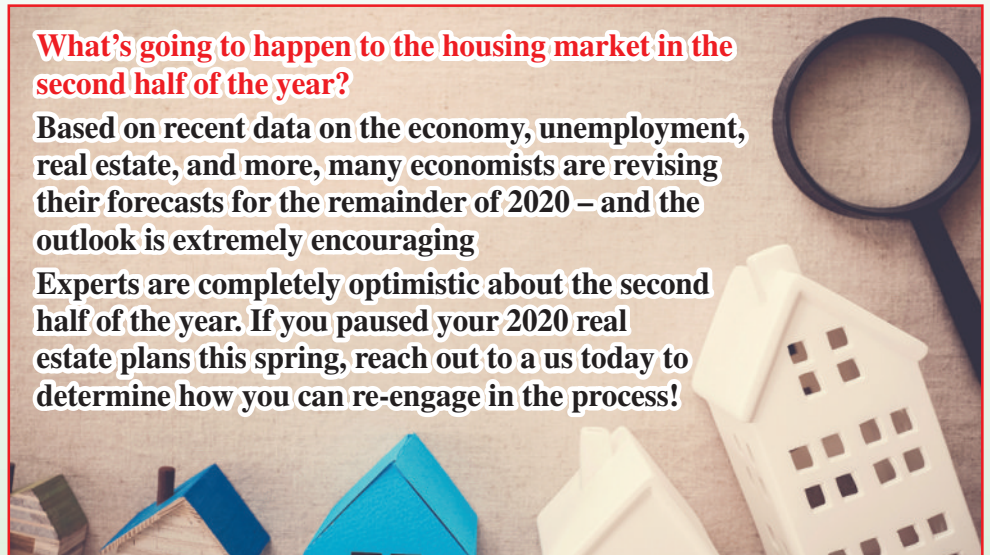 What’s going to happen to the housing market in the
second half of the year?
Based on recent data on the economy, unemployment,
real estate, and more, many economists are revising
their forecasts for the remainder of 2020 – and the
outlook is extremely encouraging
Experts are completely optimistic about the second
half of the year. If you paused your 2020 real
estate plans this spring, reach out to a us today to
determine how you can re-engage in the process!